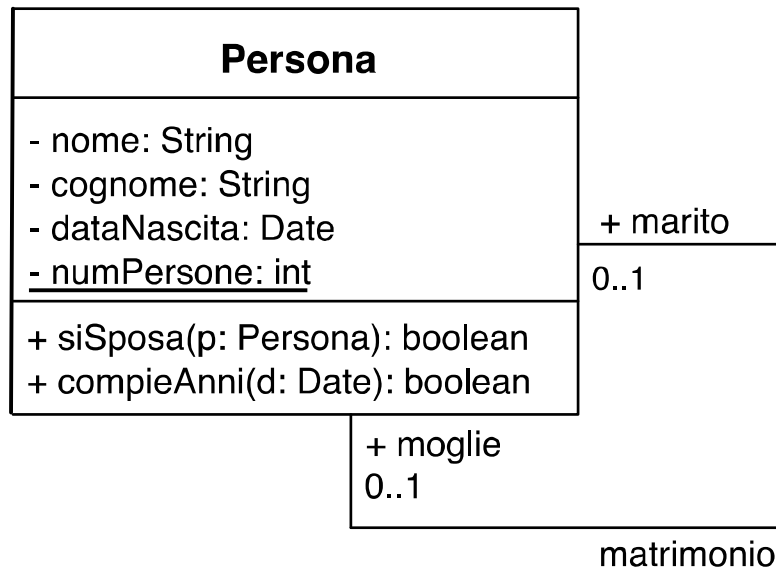 Persona
- nome: String
- cognome: String
- dataNascita: Date
- numPersone: int
+ siSposa(p: Persona): boolean
+ compieAnni(d: Date): boolean
+ marito
0..1
+ moglie
0..1
matrimonio